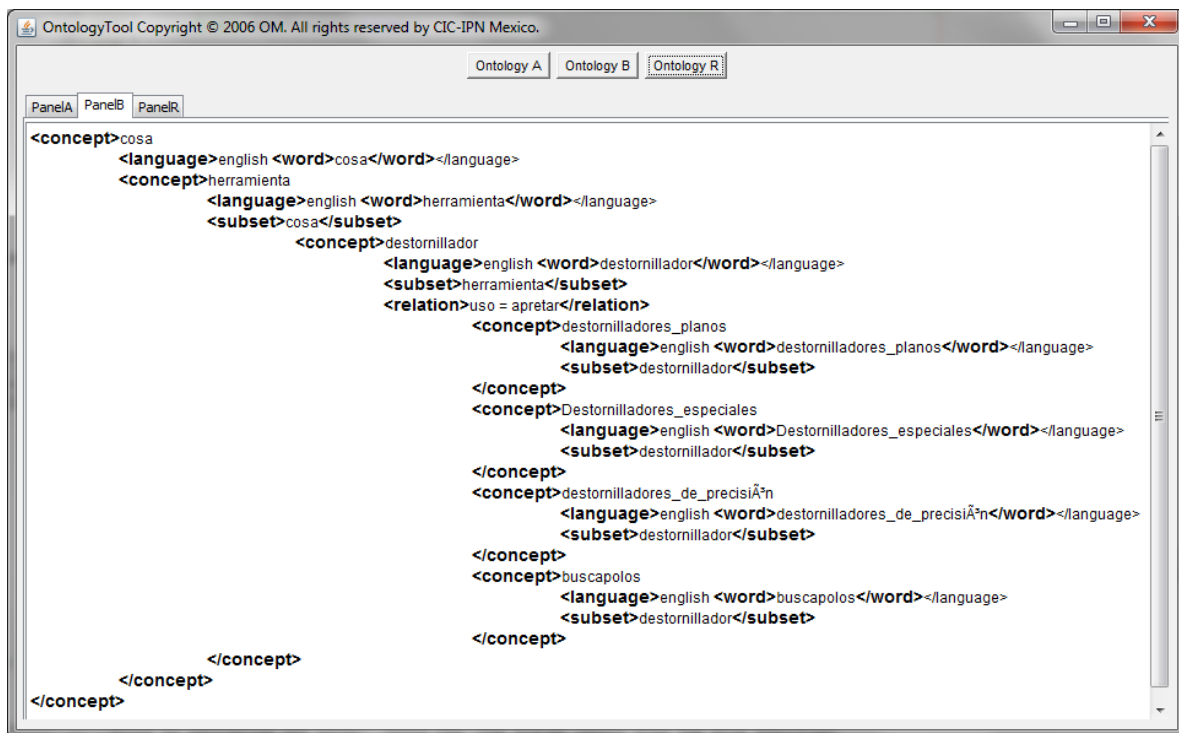 OntologyTool Copyright © 2006 OM. All rights reserved by CIC-IPN Mexico.
Ontology A Ontology B Ontology R
PanelA PanelB PanelR
<concept>cosa
<language>english <word>cosa</word></language>
<concept>herramienta
<language>english <word>herramienta</word></language>
<subset>cosa</subset>
<concept>destornillador
<language>english <word>destornillador</word></language>
<subset>herramienta</subset>
<relation>uso = apretar</relation>
<concept>destornilladores_planos
<language>english <word>destornilladores_planos</word></language>
<subset>destornillador</subset>
</concept>
<concept>Destornilladores_especiales
<language>english <word>Destornilladores_especiales</word></language>
<subset>destornillador</subset>
</concept>
<concept>destornilladores_de_precisiÃ³n
<language>english <word>destornilladores_de_precisiÃ³n</word></language>
<subset>destornillador</subset>
</concept>
<concept>buscapolos
<language>english <word>buscapolos</word></language>
<subset>destornillador</subset>
</concept>
</concept>
</concept>
</concept>